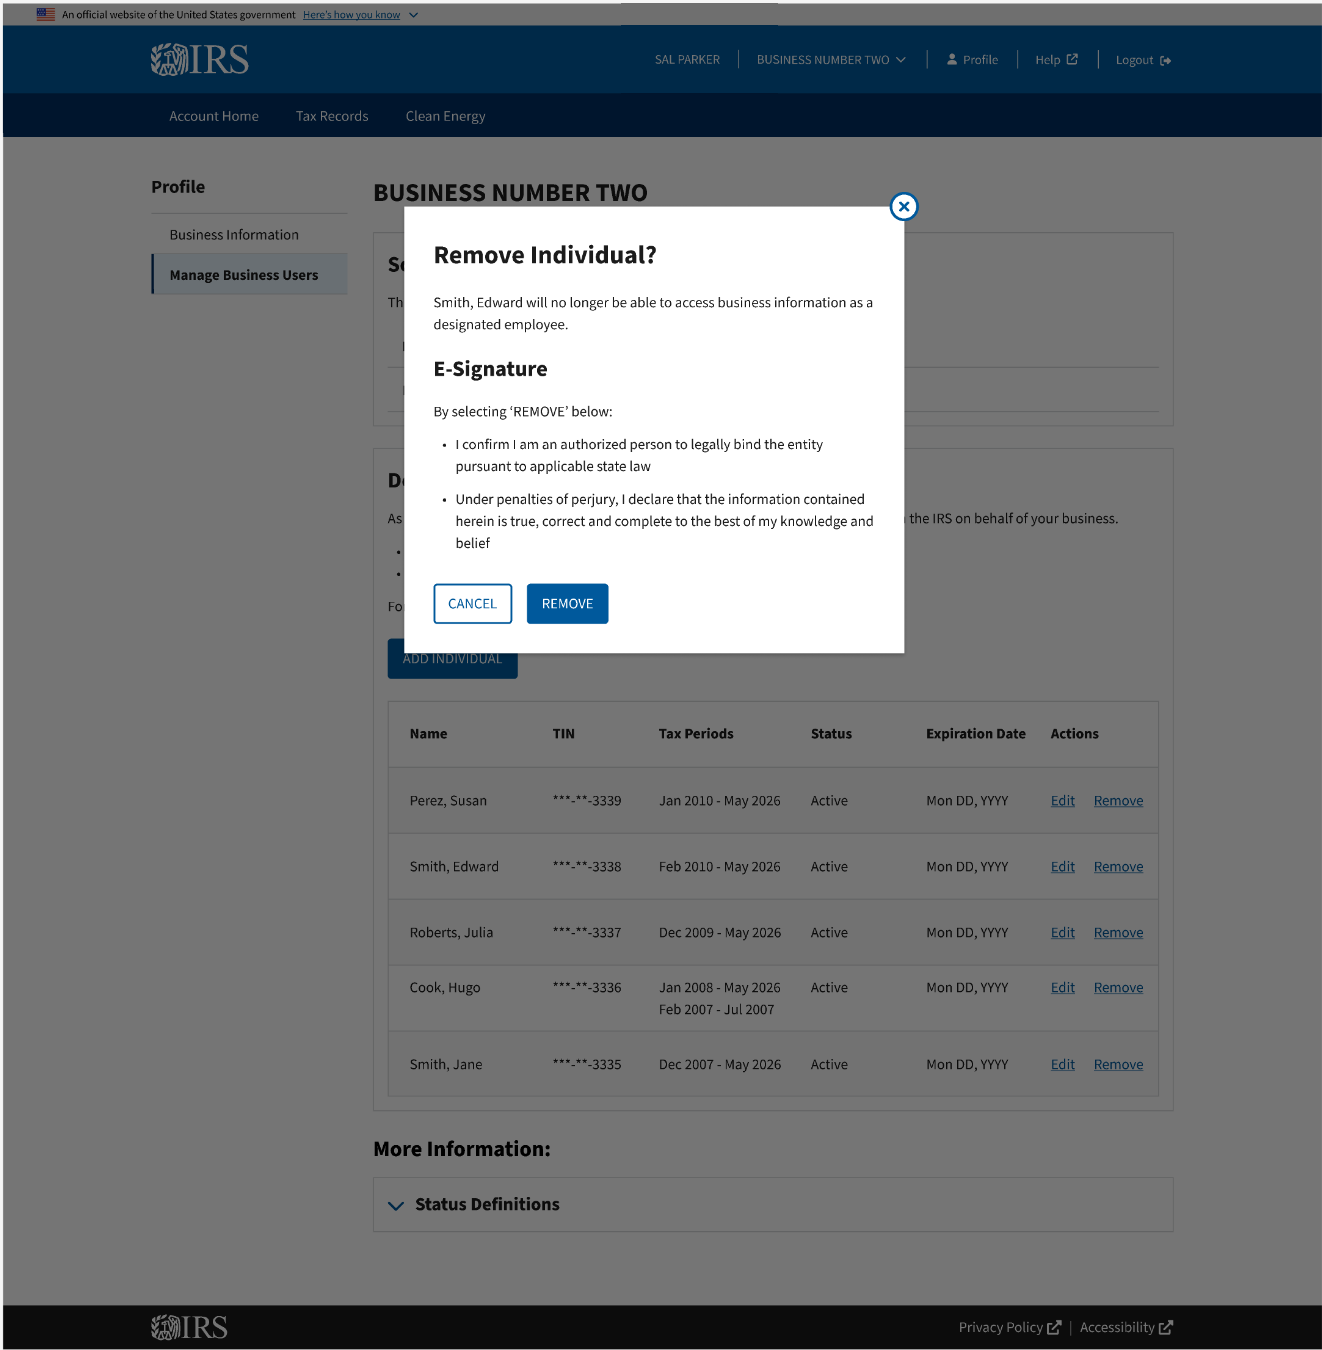 An official website of the United States government Here's how you know
IRS
SAL PARKER BUSINESS NUMBER TWO Profile Help Logout
Account Home Tax Records Clean Energy
Profile
Business Information
Manage Business Users
BUSINESS NUMBER TWO
Remove Individual?
Smith, Edward will no longer be able to access business information as a
designated employee.
E-Signature
By selecting ‘REMOVE’ below:
• I confirm I am an authorized person to legally bind the entity
pursuant to applicable state law
• Under penalties of perjury, I declare that the information contained
herein is true, correct and complete to the best of my knowledge and
belief
CANCEL REMOVE
As the IRS on behalf of your business.
ADD INDIVIDUAL
Name TIN Tax Periods Status Expiration Date Actions
Perez, Susan ***-**-3339 Jan 2010 - May 2026 Active Mon DD, YYYY Edit Remove
Smith, Edward ***-**-3338 Feb 2010 - May 2026 Active Mon DD, YYYY Edit Remove
Roberts, Julia ***-**-3337 Dec 2009 - May 2026 Active Mon DD, YYYY Edit Remove
Cook, Hugo ***-**-3336 Jan 2008 - May 2026 Active Mon DD, YYYY Edit Remove
Feb 2007 - Jul 2007
Smith, Jane ***-**-3335 Dec 2007 - May 2026 Active Mon DD, YYYY Edit Remove
More Information:
Status Definitions
IRS
Privacy Policy | Accessibility